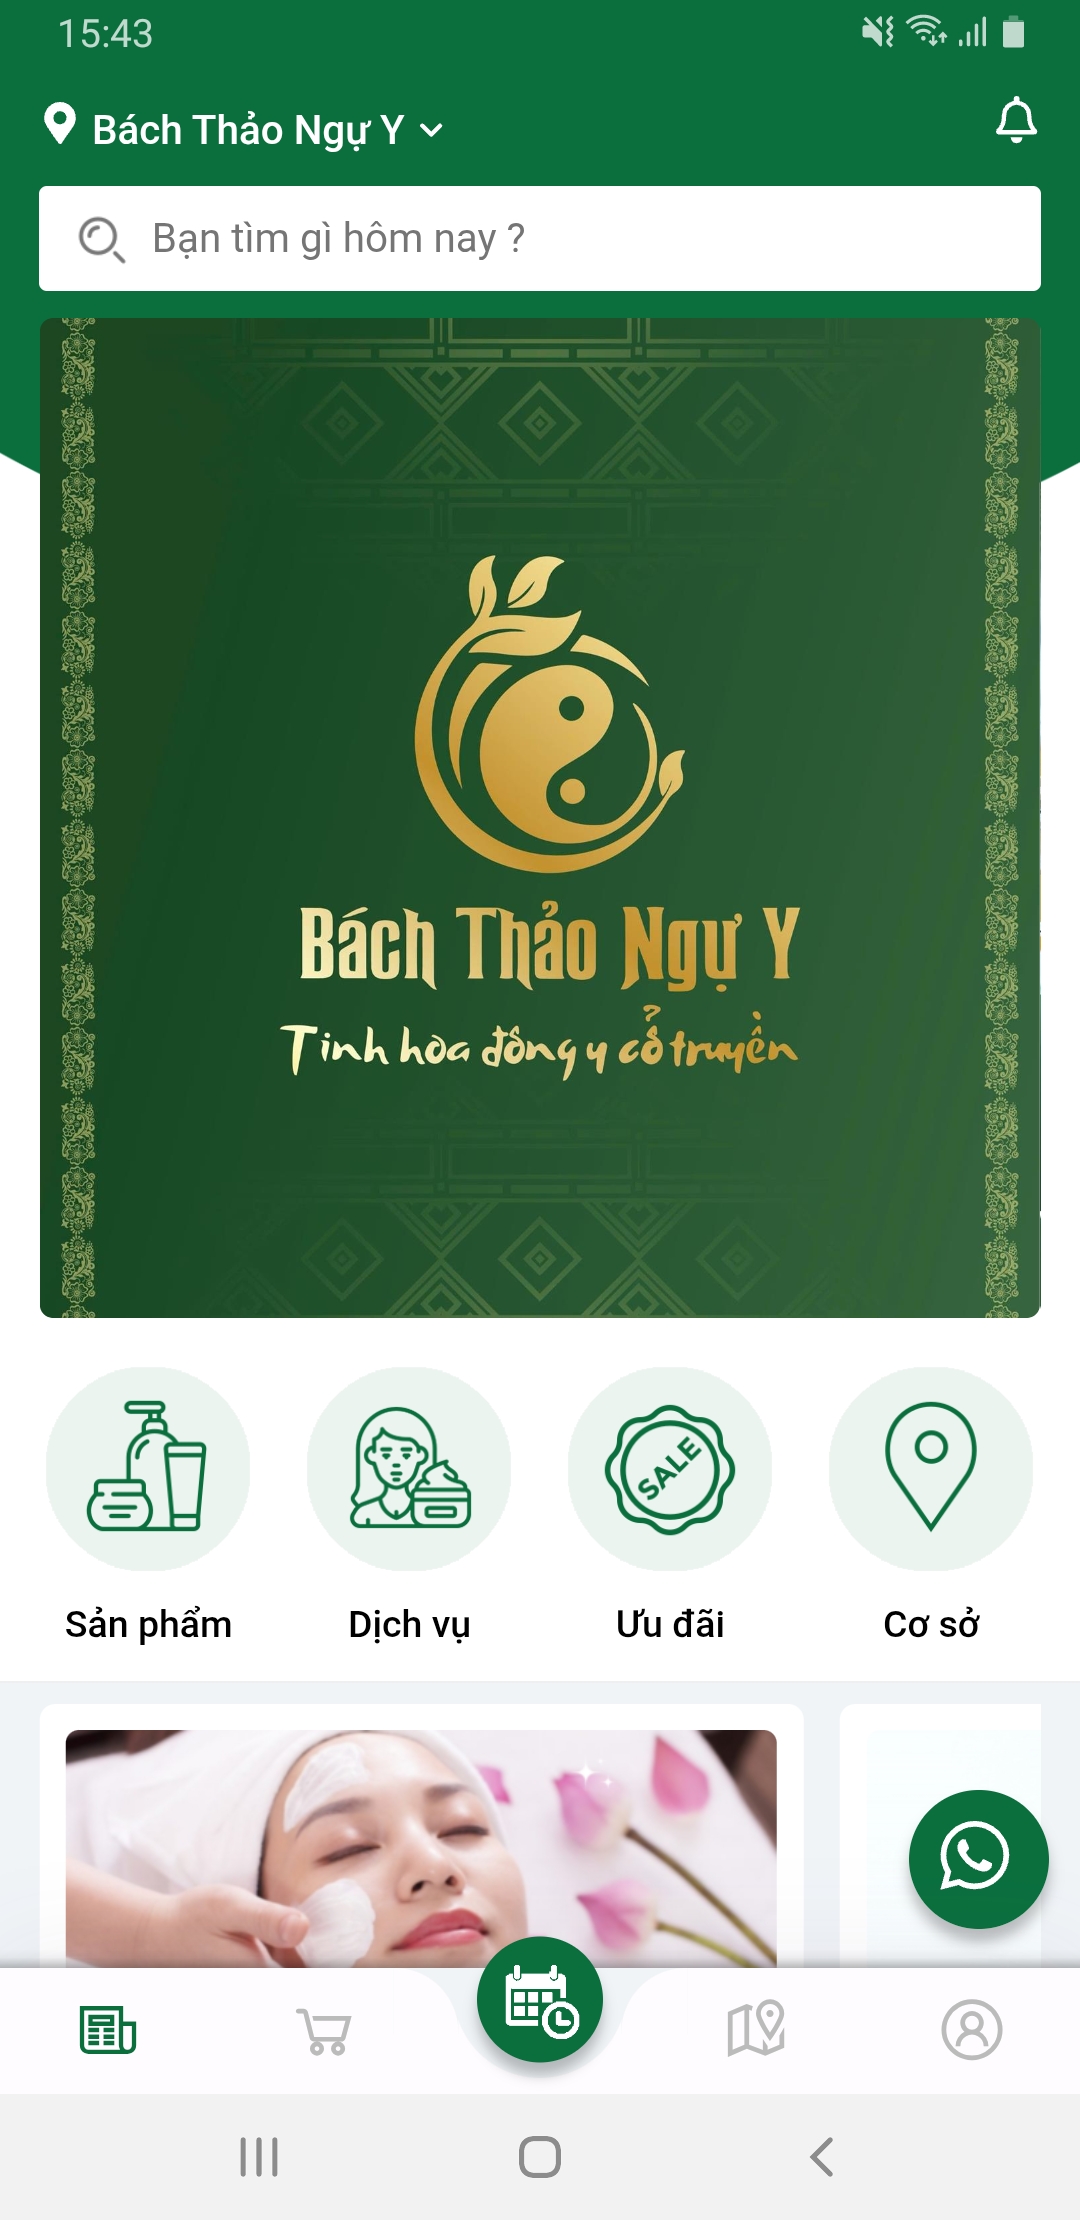 15:43
Bách Thảo Ngự Y
Bạn tìm gì hôm nay ?
Bách Thảo Ngự Y
Tinh hoa đông y cổ truyền
SALE
Sản phẩm
Dịch vụ
Ưu đãi
Cơ sở